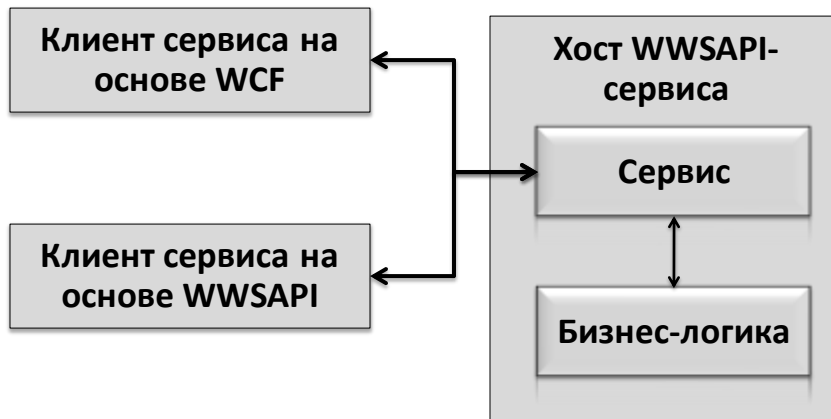 Клиент сервиса на
основе WCF
Клиент сервиса на
основе WWSAPI
Хост WWSAPI-
сервиса
Сервис
Бизнес-логика